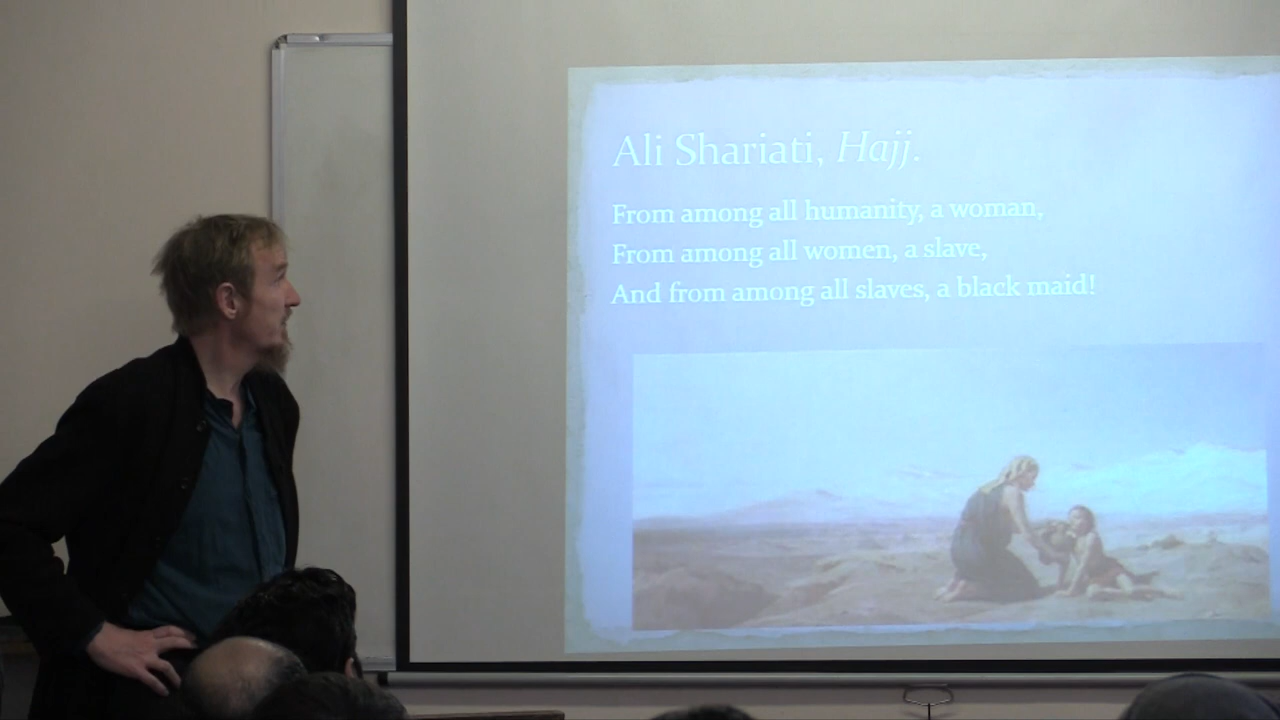 Ali Shariati, Hajj.
From among all humanity, a woman,
From among all women, a slave,
And from among all slaves, a black maid!